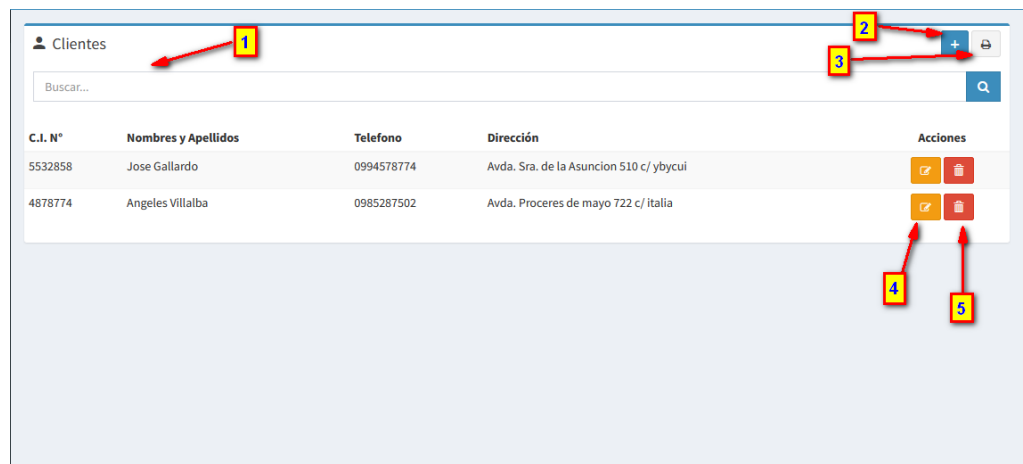 Clientes
1
2
3
Buscar...
C.I. N° Nombres y Apellidos Telefono Dirección Acciones
5532858 Jose Gallardo 0994578774 Avda. Sra. de la Asuncion 510 c/ ybycui
4878774 Angeles Villalba 0985287502 Avda. Proceres de mayo 722 c/ italia
4
5